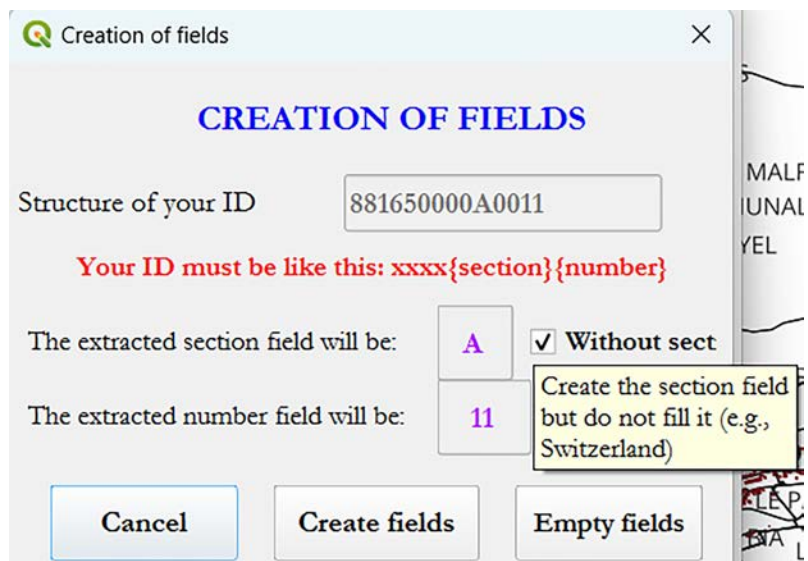 Creation of fields
CREATION OF FIELDS
Structure of your ID 881650000A0011
Your ID must be like this: xxxx{section}{number}
The extracted section field will be: A Without sect
The extracted number field will be: 11
Create the section field
but do not fill it (e.g.,
Switzerland)
Cancel Create fields Empty fields
YEL